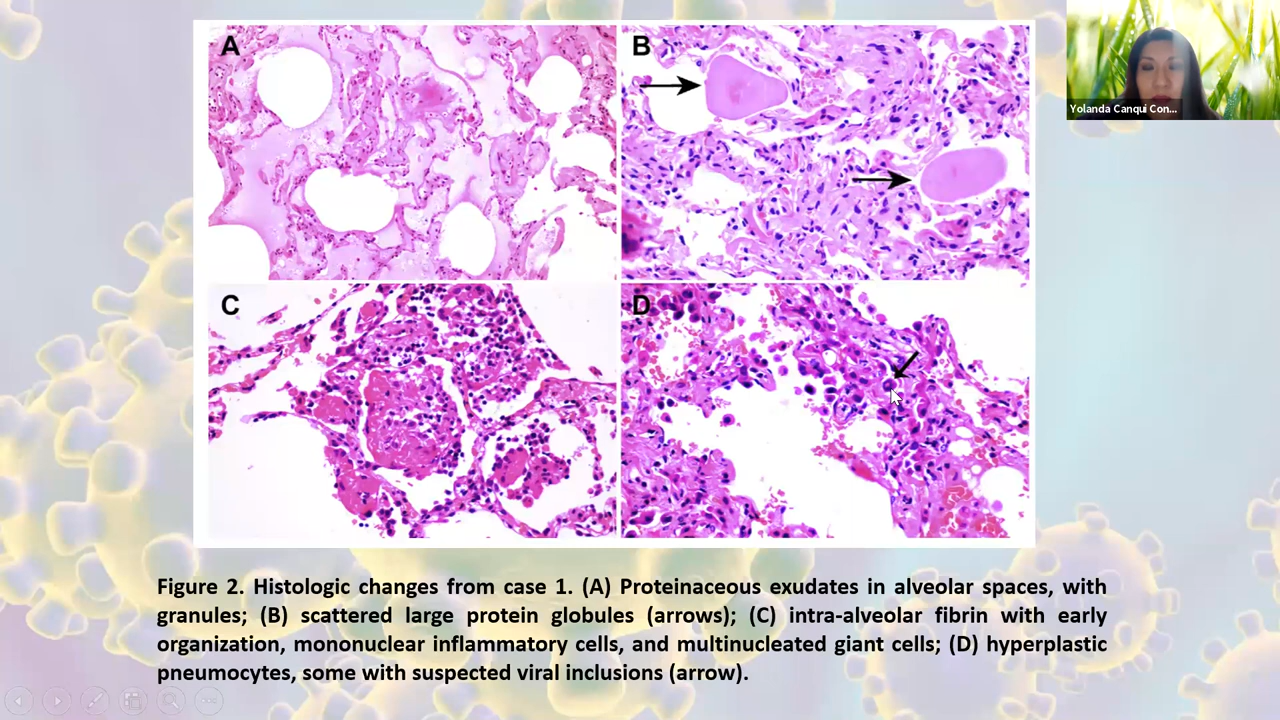 A
B
Yolanda Canqui Con...
C
D
Figure 2. Histologic changes from case 1. (A) Proteinaceous exudates in alveolar spaces, with
granules; (B) scattered large protein globules (arrows); (C) intra-alveolar fibrin with early
organization, mononuclear inflammatory cells, and multinucleated giant cells; (D) hyperplastic
pneumocytes, some with suspected viral inclusions (arrow).